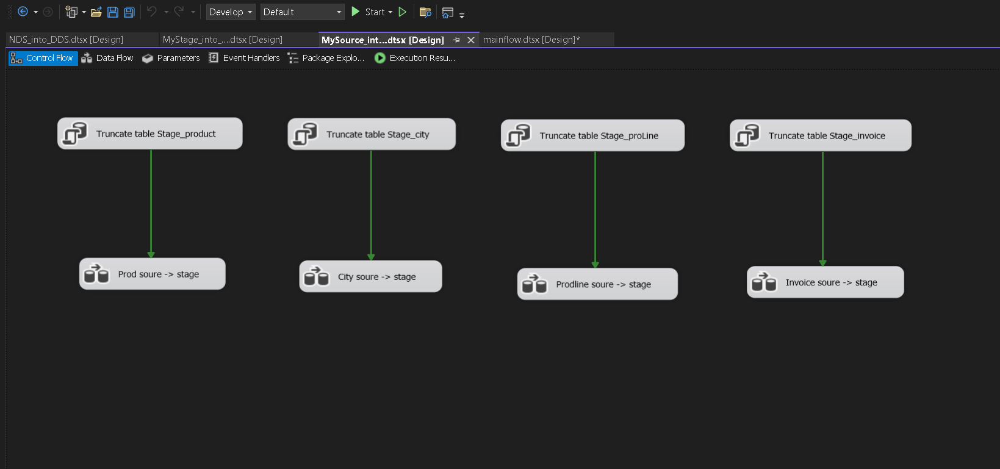 Develop Default Start
NDS_into_DDS.dtsx [Design] MyStage_into_....dtsx [Design] MySource_int...dtsx [Design] mainflow.dtsx [Design]*
Control Flow Data Flow Parameters Event Handlers Package Explo... Execution Resu...
Truncate table Stage_product Truncate table Stage_city Truncate table Stage_proLine Truncate table Stage_invoice
Prod soure -> stage City soure -> stage Prodline soure -> stage Invoice soure -> stage